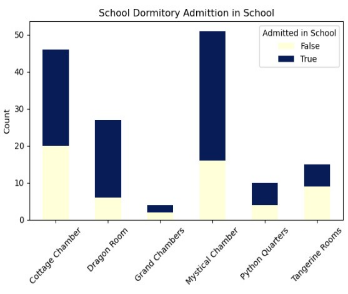 School Dormitory Admittion in School
Admitted in School
False
True
Count
50
40
30
20
10
0
Cottage Chamber
Dragon Room
Grand Chambers
Mystical Chamber
Python Quarters
Tangerine Rooms